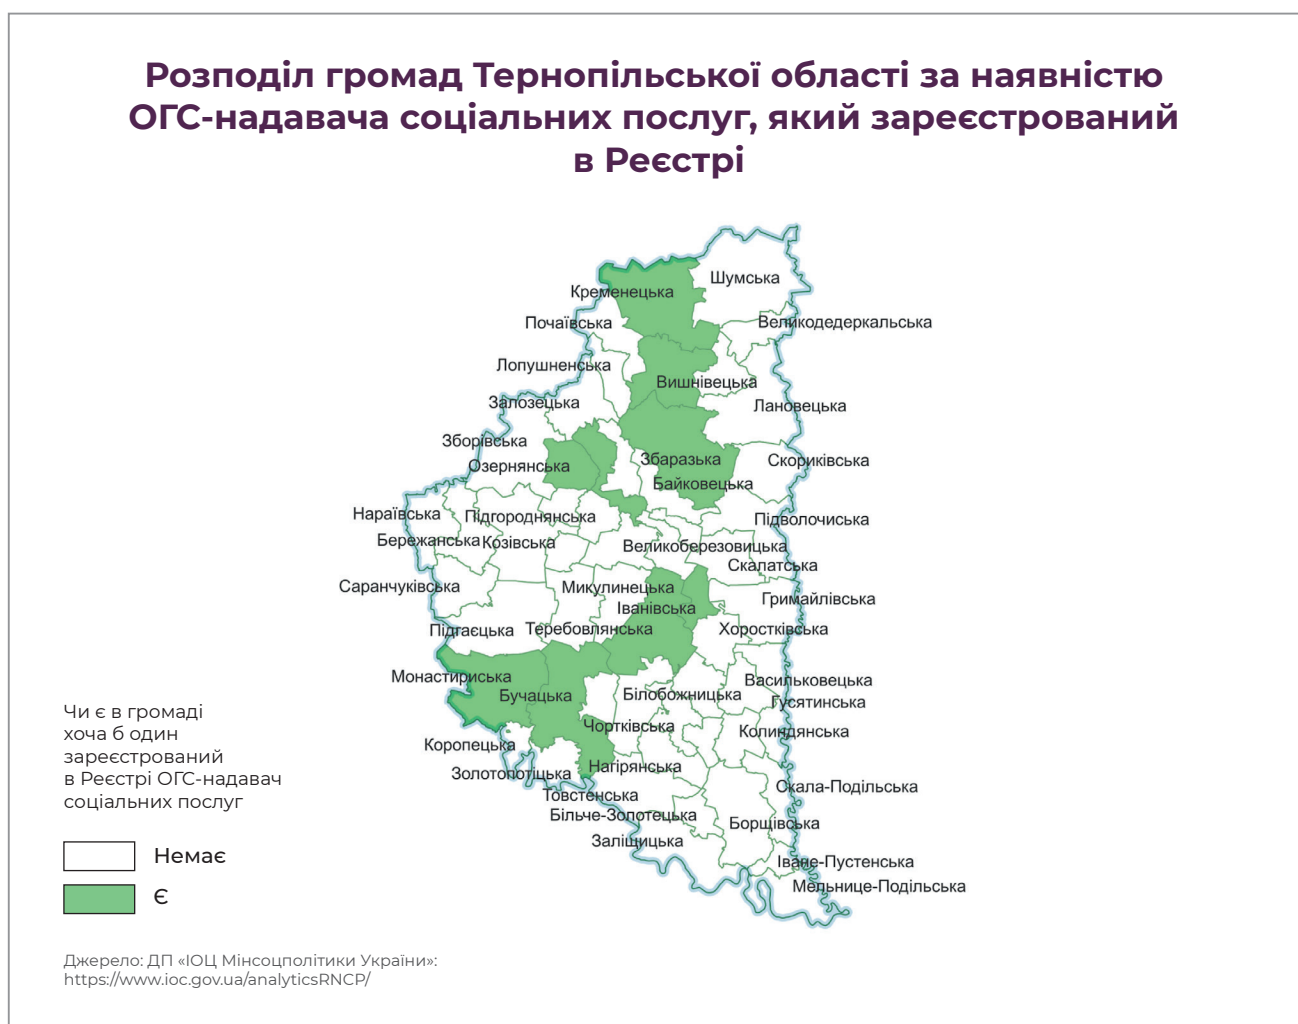 Розподіл громад Тернопільської області за наявністю
ОГС-надавача соціальних послуг, який зареєстрований
в Реєстрі
Шумська
Кременецька
Почаївська
Великодедеркальська
Лопушненська
Вишнівецька
Залозецька
Лановецька
Зборівська
Озернянська
Збаразька
Скориківська
Байковецька
Нараївська
Підгороднянська
Підволочиська
Бережанська
Козівська
Великоберезовицька
Скалатська
Саранчуківська
Микулинецька
Іванівська
Гримайлівська
Підгаєцька
Теребовлянська
Хоростківська
Монастириська
Бучацька
Білобожницька
Васильковецька
Гусятинська
Чортківська
Колиндянська
Коропецька
Золотопотіцька
Нагірянська
Скала-Подільська
Товстенська
Більче-Золотецька
Борщівська
Заліщицька
Іване-Пустенська
Мельнице-Подільська
Чи є в громаді
хоча б один
зареєстрований
в Реєстрі ОГС-надавач
соціальних послуг
Немає
Є
Джерело: ДП «ІОЦ Мінсоцполітики України»:
https://www.ioc.gov.ua/analyticsRNCP/